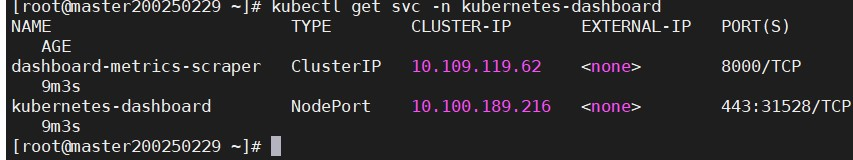 [root@master200250229 ~]# kubectl get svc -n kubernetes-dashboard
NAME                        TYPE        CLUSTER-IP       EXTERNAL-IP   PORT(S)
   AGE
dashboard-metrics-scraper   ClusterIP   10.109.119.62    <none>        8000/TCP
   9m3s
kubernetes-dashboard        NodePort    10.100.189.216   <none>        443:31528/TCP
   9m3s
[root@master200250229 ~]#